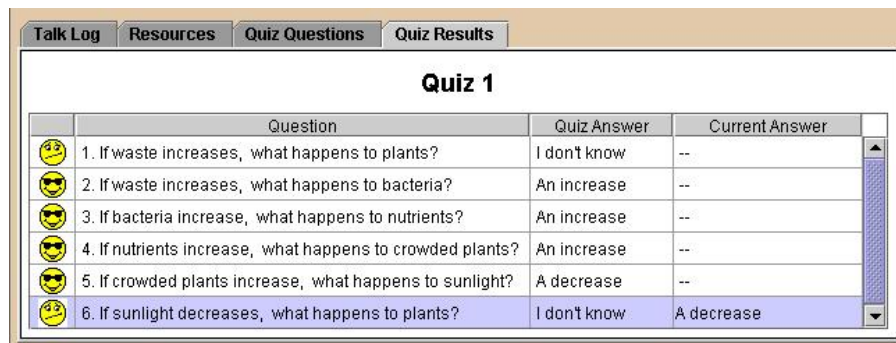 Talk Log Resources Quiz Questions Quiz Results
Quiz 1
Question Quiz Answer Current Answer
1. If waste increases, what happens to plants? I don't know --
2. If waste increases, what happens to bacteria? An increase --
3. If bacteria increase, what happens to nutrients? An increase --
4. If nutrients increase, what happens to crowded plants? An increase --
5. If crowded plants increase, what happens to sunlight? A decrease --
6. If sunlight decreases, what happens to plants? I don't know A decrease